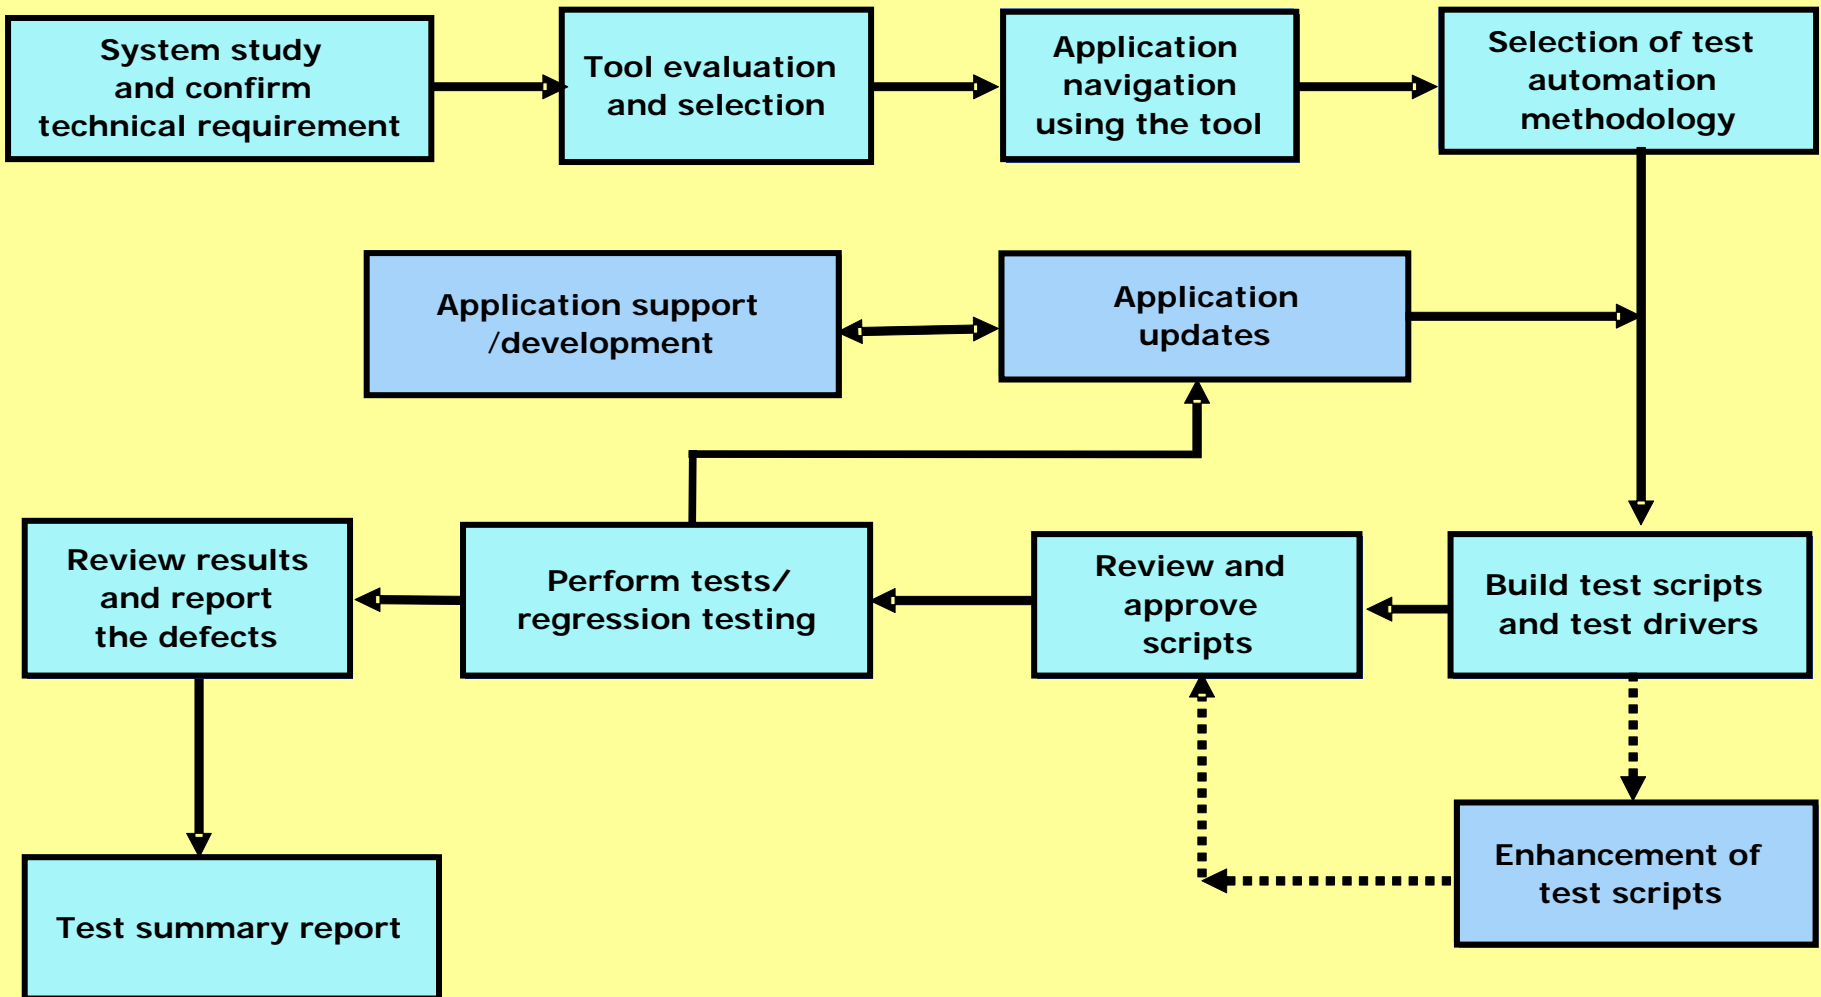 System study
and confirm
technical requirement
Tool evaluation
and selection
Application
navigation
using the tool
Selection of test
automation
methodology
Application support
/development
Application
updates
Review results
and report
the defects
Perform tests/
regression testing
Review and
approve
scripts
Build test scripts
and test drivers
Test summary report
Enhancement of
test scripts